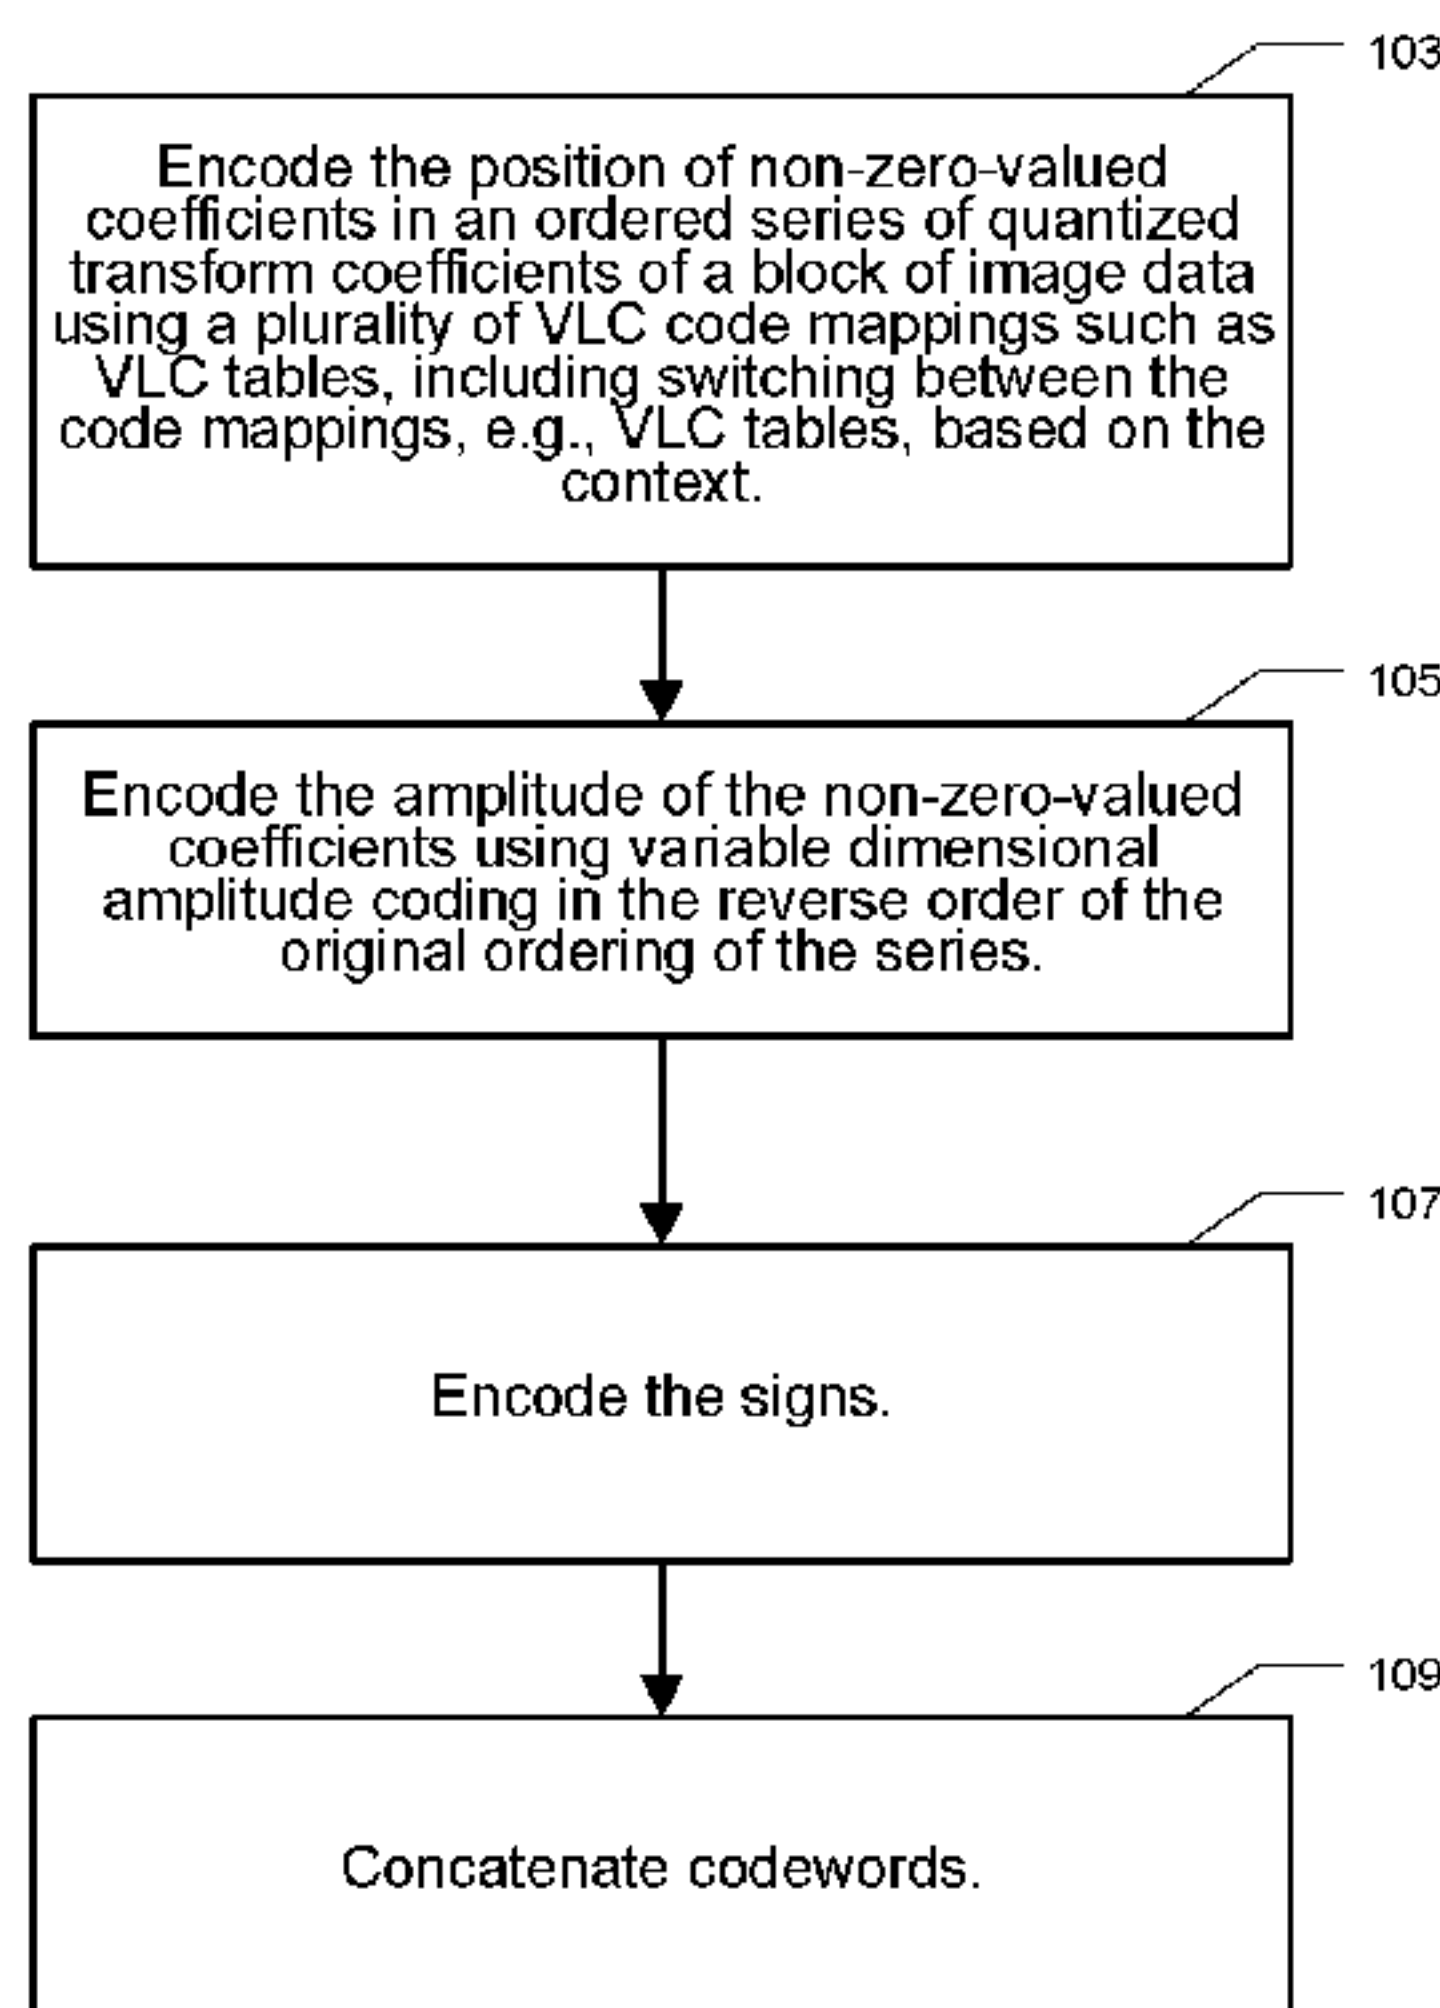 103
Encode the position of non-zero-valued
coefficients in an ordered series of quantized
transform coefficients of a block of image data
using a plurality of VLC code mappings such as
VLC tables, including switching between the
code mappings, e.g., VLC tables, based on the
context.
105
Encode the amplitude of the non-zero-valued
coefficients using variable dimensional
amplitude coding in the reverse order of the
original ordering of the series.
107
Encode the signs.
109
Concatenate codewords.